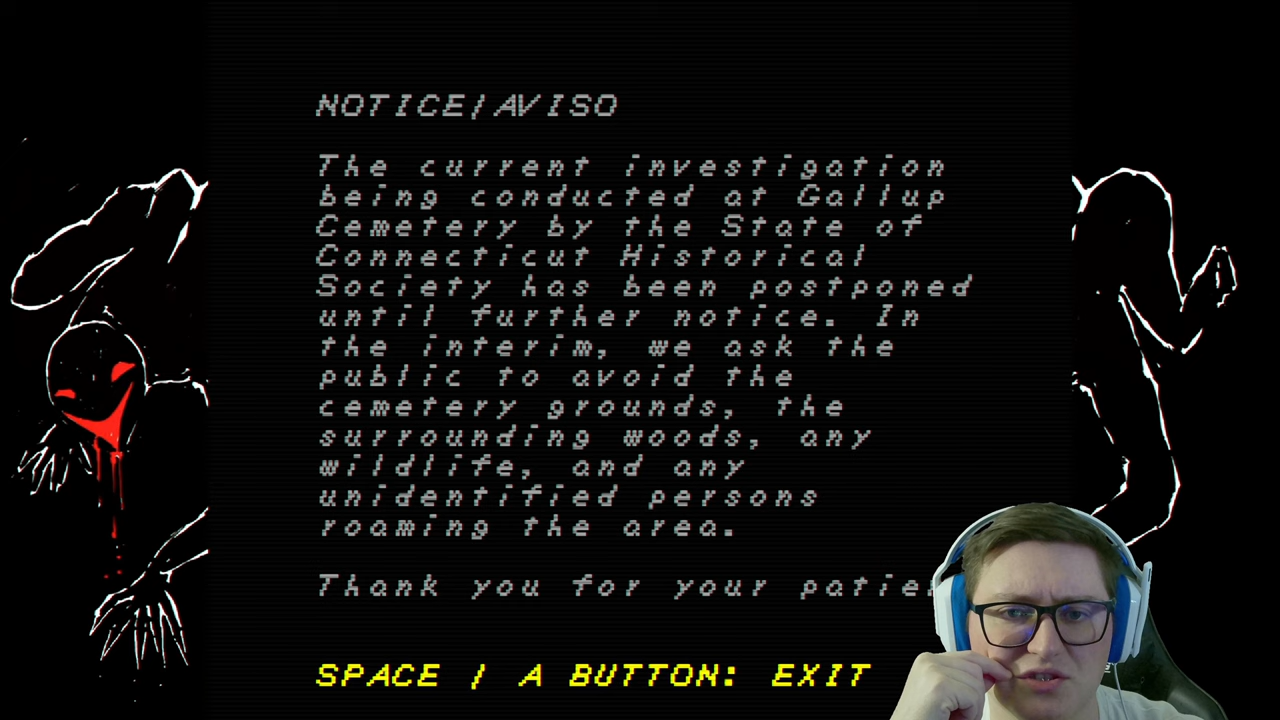 NOTICE/AVISO
The current investigation
being conducted at Gallup
Cemetery by the State of
Connecticut Historical
Society has been postponed
until further notice. In
the interim, we ask the
public to avoid the
cemetery grounds, the
surrounding woods, any
wildlife, and any
unidentified persons
roaming the area.
Thank you for your
SPACE / A BUTTON: EXIT